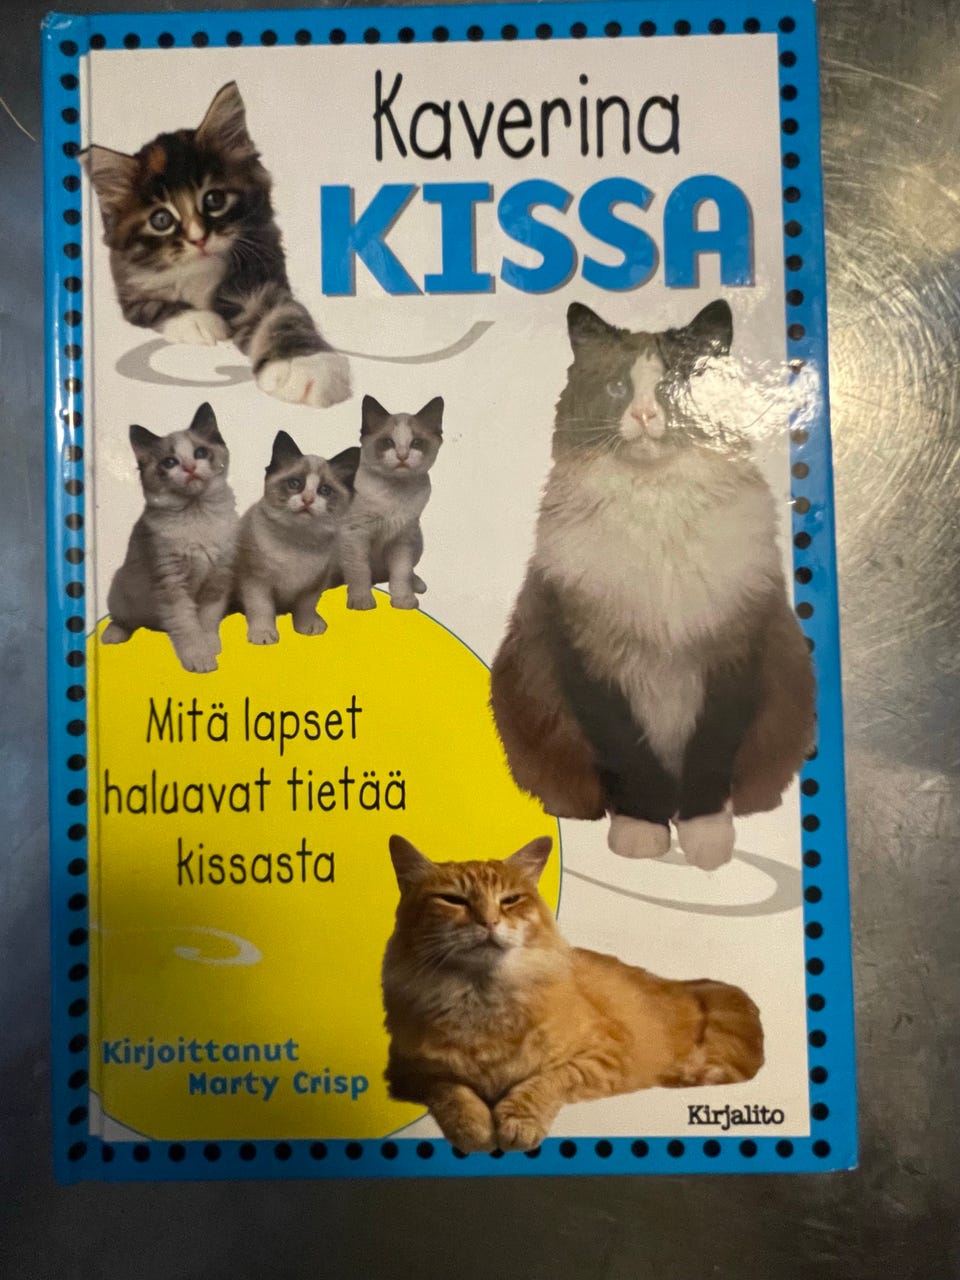 Kaverina
KISSA
Mitä lapset
haluavat tietää
kissasta
Kirjoittanut
Marty Crisp
Kirjalito